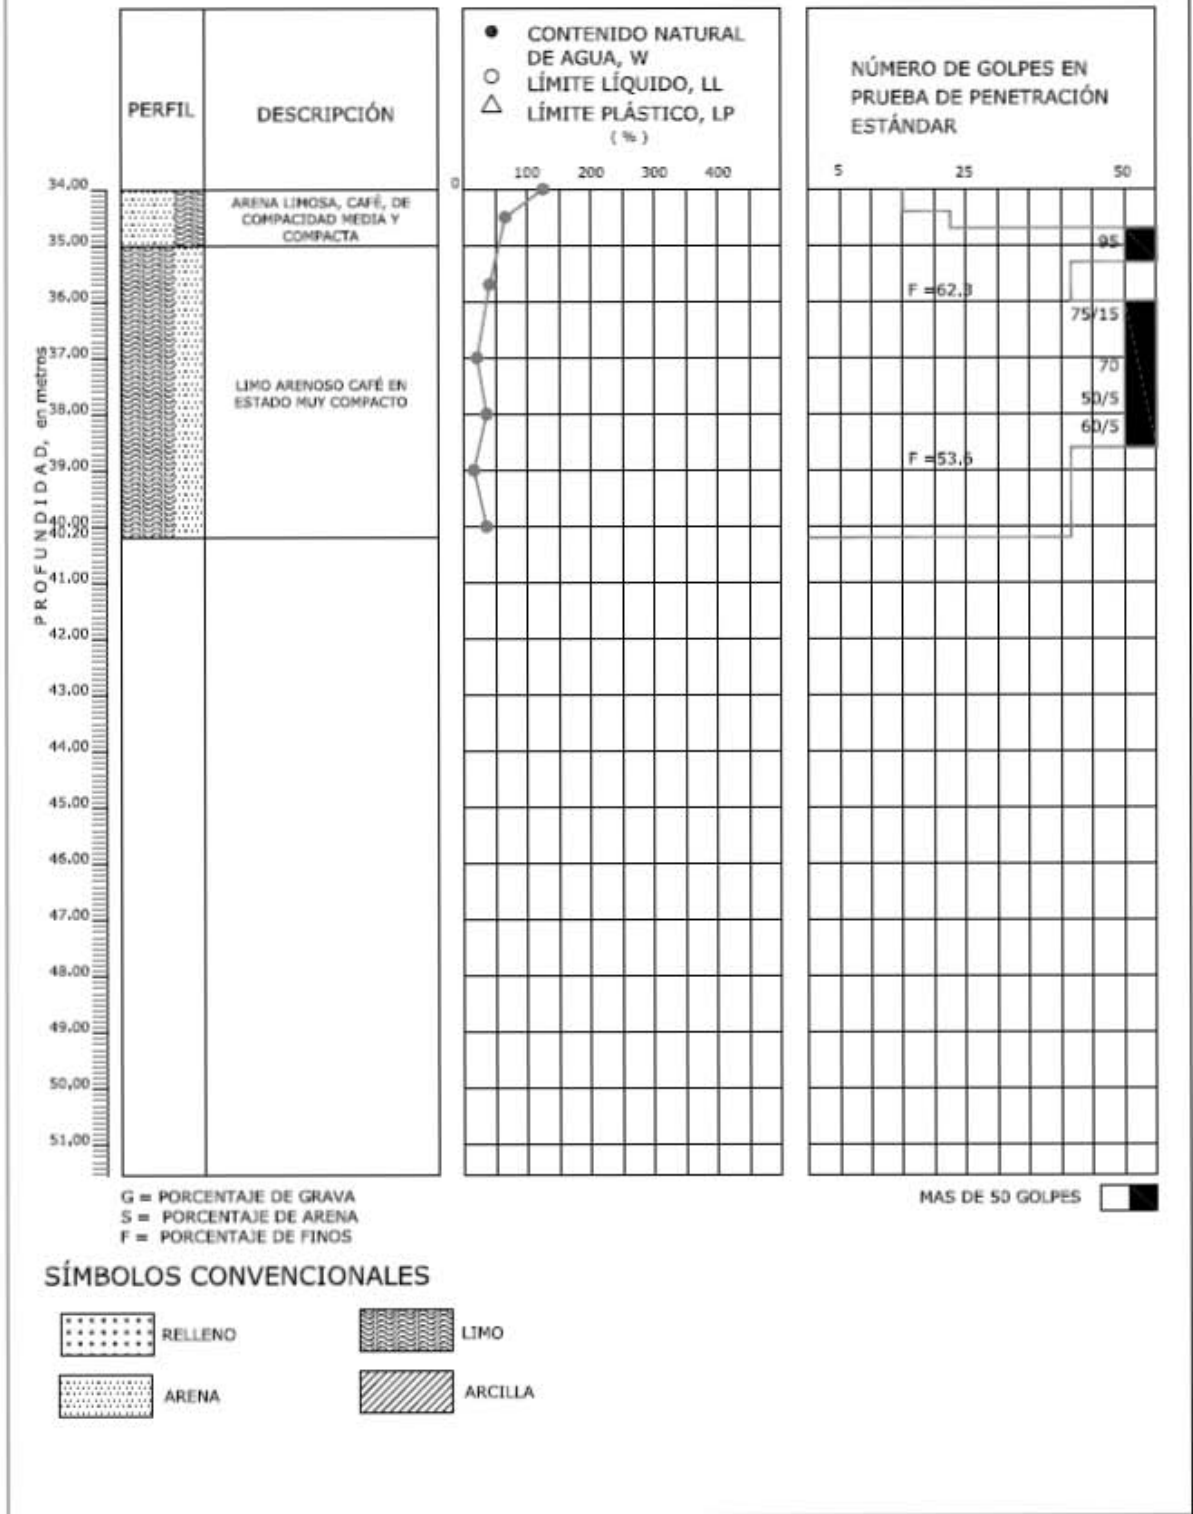 PERFIL
DESCRIPCIÓN
CONTENIDO NATURAL
DE AGUA, W
LÍMITE LÍQUIDO, LL
LÍMITE PLÁSTICO, LP
( % )
NÚMERO DE GOLPES EN
PRUEBA DE PENETRACIÓN
ESTÁNDAR
0 100 200 300 400
5 25 50
PROFUNDIDAD, en metros
34.00
35.00
36.00
37.00
38.00
39.00
40.00
40.20
41.00
42.00
43.00
44.00
45.00
46.00
47.00
48.00
49.00
50,00
51,00
ARENA LIMOSA, CAFÉ, DE
COMPACIDAD MEDIA Y
COMPACTA
LIMO ARENOSO CAFÉ EN
ESTADO MUY COMPACTO
95
F =62.3
75/15
70
50/5
60/5
F =53.6
G = PORCENTAJE DE GRAVA
S = PORCENTAJE DE ARENA
F = PORCENTAJE DE FINOS
MAS DE 50 GOLPES
SÍMBOLOS CONVENCIONALES
RELLENO
LIMO
ARENA
ARCILLA